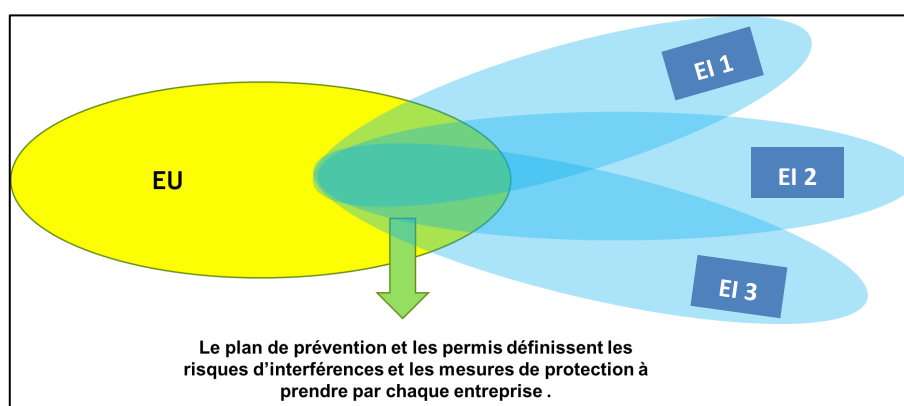 EI 1
EU
EI 2
EI 3
Le plan de prévention et les permis définissent les
risques d'interférences et les mesures de protection à
prendre par chaque entreprise .